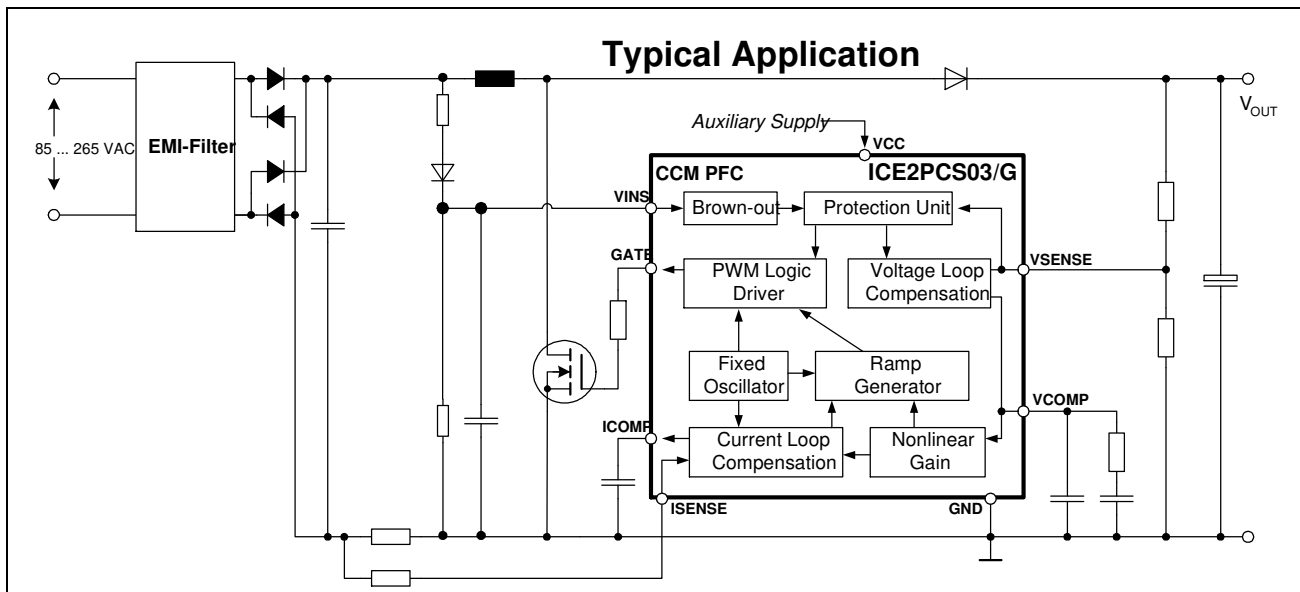 Typical Application
Auxiliary Supply
VCC
V_OUT
85 ... 265 VAC
EMI-Filter
CCM PFC
ICE2PCS03/G
VINS
Brown-out
Protection Unit
GATE
PWM Logic
Driver
Voltage Loop
Compensation
VSENSE
Fixed
Oscillator
Ramp
Generator
VCOMP
ICOMP
Current Loop
Compensation
Nonlinear
Gain
ISENSE
GND